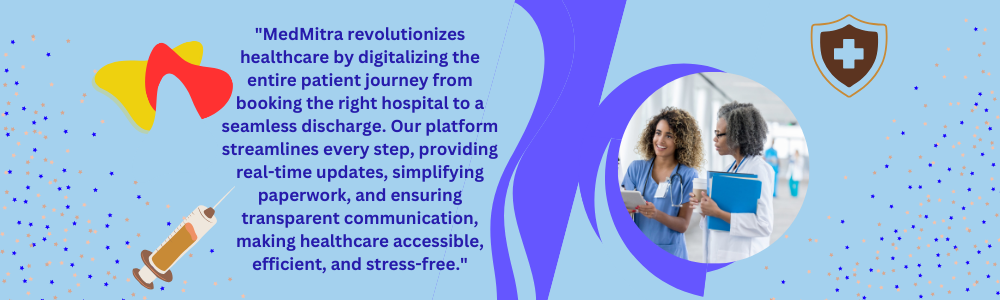 "MedMitra revolutionizes
healthcare by digitalizing the
entire patient journey from
booking the right hospital to a
seamless discharge. Our platform
streamlines every step, providing
real-time updates, simplifying
paperwork, and ensuring
transparent communication,
making healthcare accessible,
efficient, and stress-free."